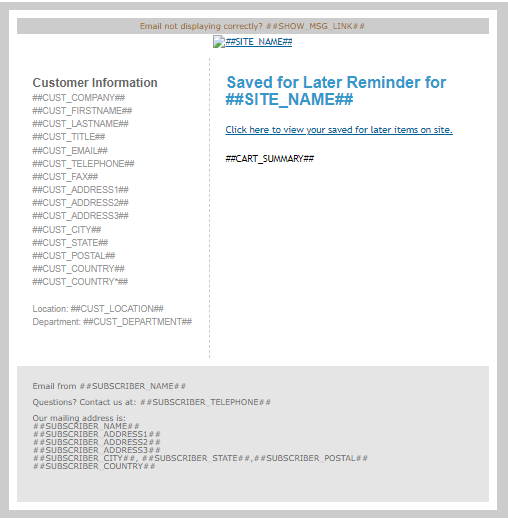 Email not displaying correctly? ##SHOW_MSG_LINK##
##SITE_NAME##
Customer Information
##CUST_COMPANY##
##CUST_FIRSTNAME##
##CUST_LASTNAME##
##CUST_TITLE##
##CUST_EMAIL##
##CUST_TELEPHONE##
##CUST_FAX##
##CUST_ADDRESS1##
##CUST_ADDRESS2##
##CUST_ADDRESS3##
##CUST_CITY##
##CUST_STATE##
##CUST_POSTAL##
##CUST_COUNTRY##
##CUST_COUNTRY*##
Location: ##CUST_LOCATION##
Department: ##CUST_DEPARTMENT##
Saved for Later Reminder for
##SITE_NAME##
Click here to view your saved for later items on site.
##CART_SUMMARY##
Email from ##SUBSCRIBER_NAME##
Questions? Contact us at: ##SUBSCRIBER_TELEPHONE##
Our mailing address is:
##SUBSCRIBER_NAME##
##SUBSCRIBER_ADDRESS1##
##SUBSCRIBER_ADDRESS2##
##SUBSCRIBER_ADDRESS3##
##SUBSCRIBER_CITY##, ##SUBSCRIBER_STATE##,##SUBSCRIBER_POSTAL##
##SUBSCRIBER_COUNTRY##